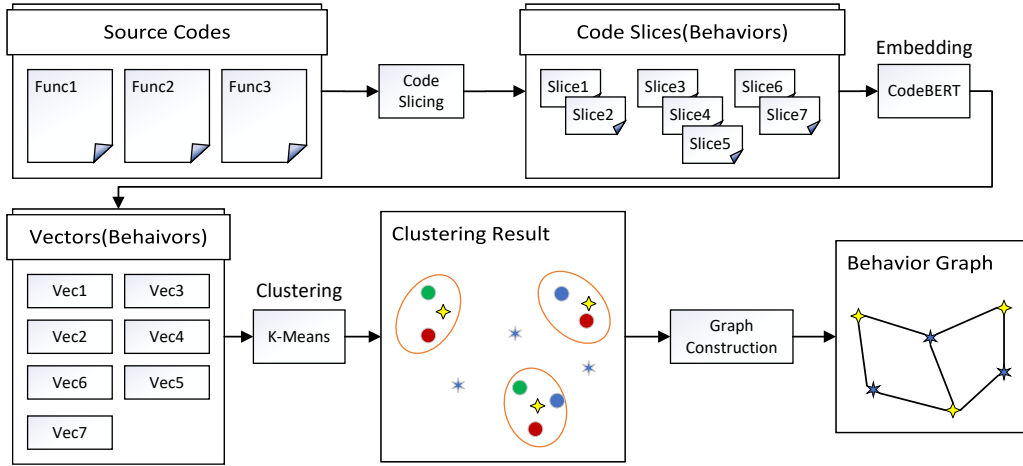 Source Codes
Func1
Func2
Func3
Code
Slicing
Code Slices(Behaviors)
Slice1
Slice2
Slice3
Slice4
Slice5
Slice6
Slice7
Embedding
CodeBERT
Vectors(Behaivors)
Vec1
Vec3
Vec2
Vec4
Vec6
Vec5
Vec7
Clustering
K-Means
Clustering Result
Graph
Construction
Behavior Graph